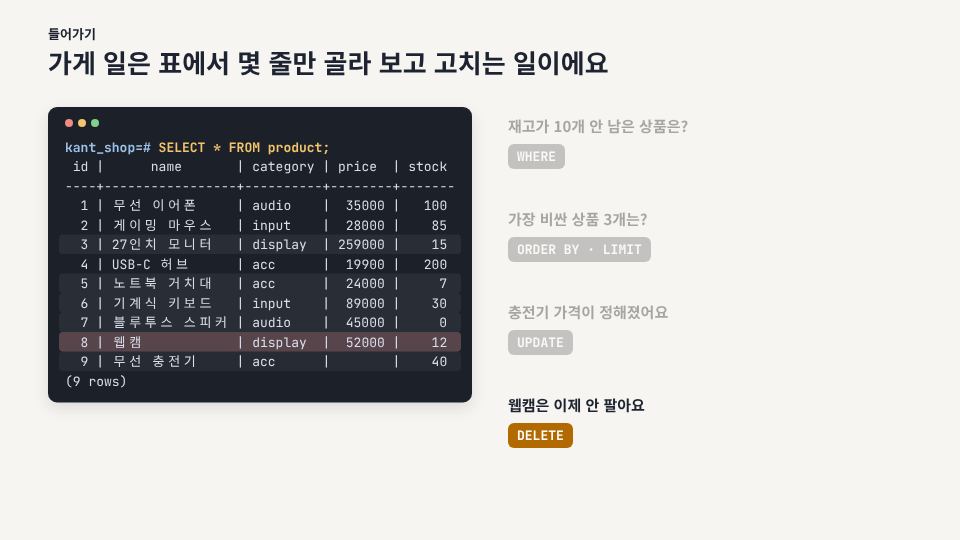 들어가기
가게 일은 표에서 몇 줄만 골라 보고 고치는 일이에요
kant_shop=# SELECT * FROM product;
id | name | category | price | stock
----+-----------------+----------+--------+-------
1 | 무선 이어폰 | audio | 35000 | 100
2 | 게이밍 마우스 | input | 28000 | 85
3 | 27인치 모니터 | display | 259000 | 15
4 | USB-C 허브 | acc | 19900 | 200
5 | 노트북 거치대 | acc | 24000 | 7
6 | 기계식 키보드 | input | 89000 | 30
7 | 블루투스 스피커 | audio | 45000 | 0
8 | 웹캠 | display | 52000 | 12
9 | 무선 충전기 | acc | | 40
(9 rows)
재고가 10개 안 남은 상품은?
WHERE
가장 비싼 상품 3개는?
ORDER BY · LIMIT
충전기 가격이 정해졌어요
UPDATE
웹캠은 이제 안 팔아요
DELETE